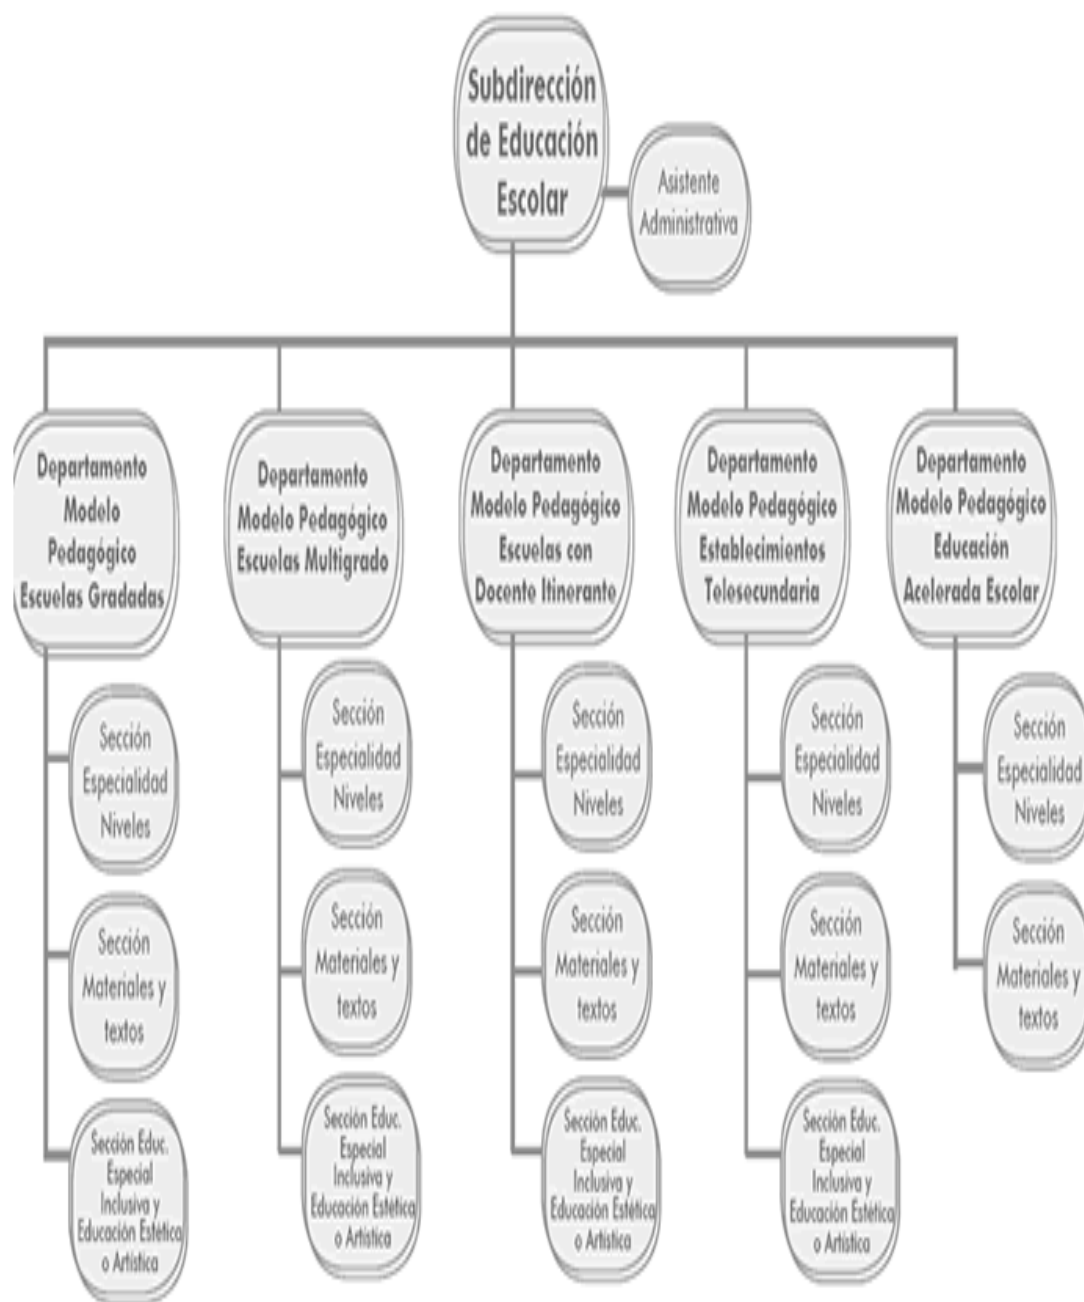 Subdirección
de Educación
Escolar
Asistente
Administrativa
Departamento
Modelo
Pedagógico
Escuelas Gradadas
Departamento
Modelo Pedagógico
Escuelas Multigrado
Departamento
Modelo Pedagógico
Escuelas con
Docente Itinerante
Departamento
Modelo Pedagógico
Establecimientos
Telesecundaria
Departamento
Modelo Pedagógico
Educación
Acelerada Escolar
Sección
Especialidad
Niveles
Sección
Especialidad
Niveles
Sección
Especialidad
Niveles
Sección
Especialidad
Niveles
Sección
Especialidad
Niveles
Sección
Materiales y
textos
Sección
Materiales y
textos
Sección
Materiales y
textos
Sección
Materiales y
textos
Sección
Materiales y
textos
Sección Educ.
Especial
Inclusiva y
Educación Estética
o Artística
Sección Educ.
Especial
Inclusiva y
Educación Estética
o Artística
Sección Educ.
Especial
Inclusiva y
Educación Estética
o Artística
Sección Educ.
Especial
Inclusiva y
Educación Estética
o Artística